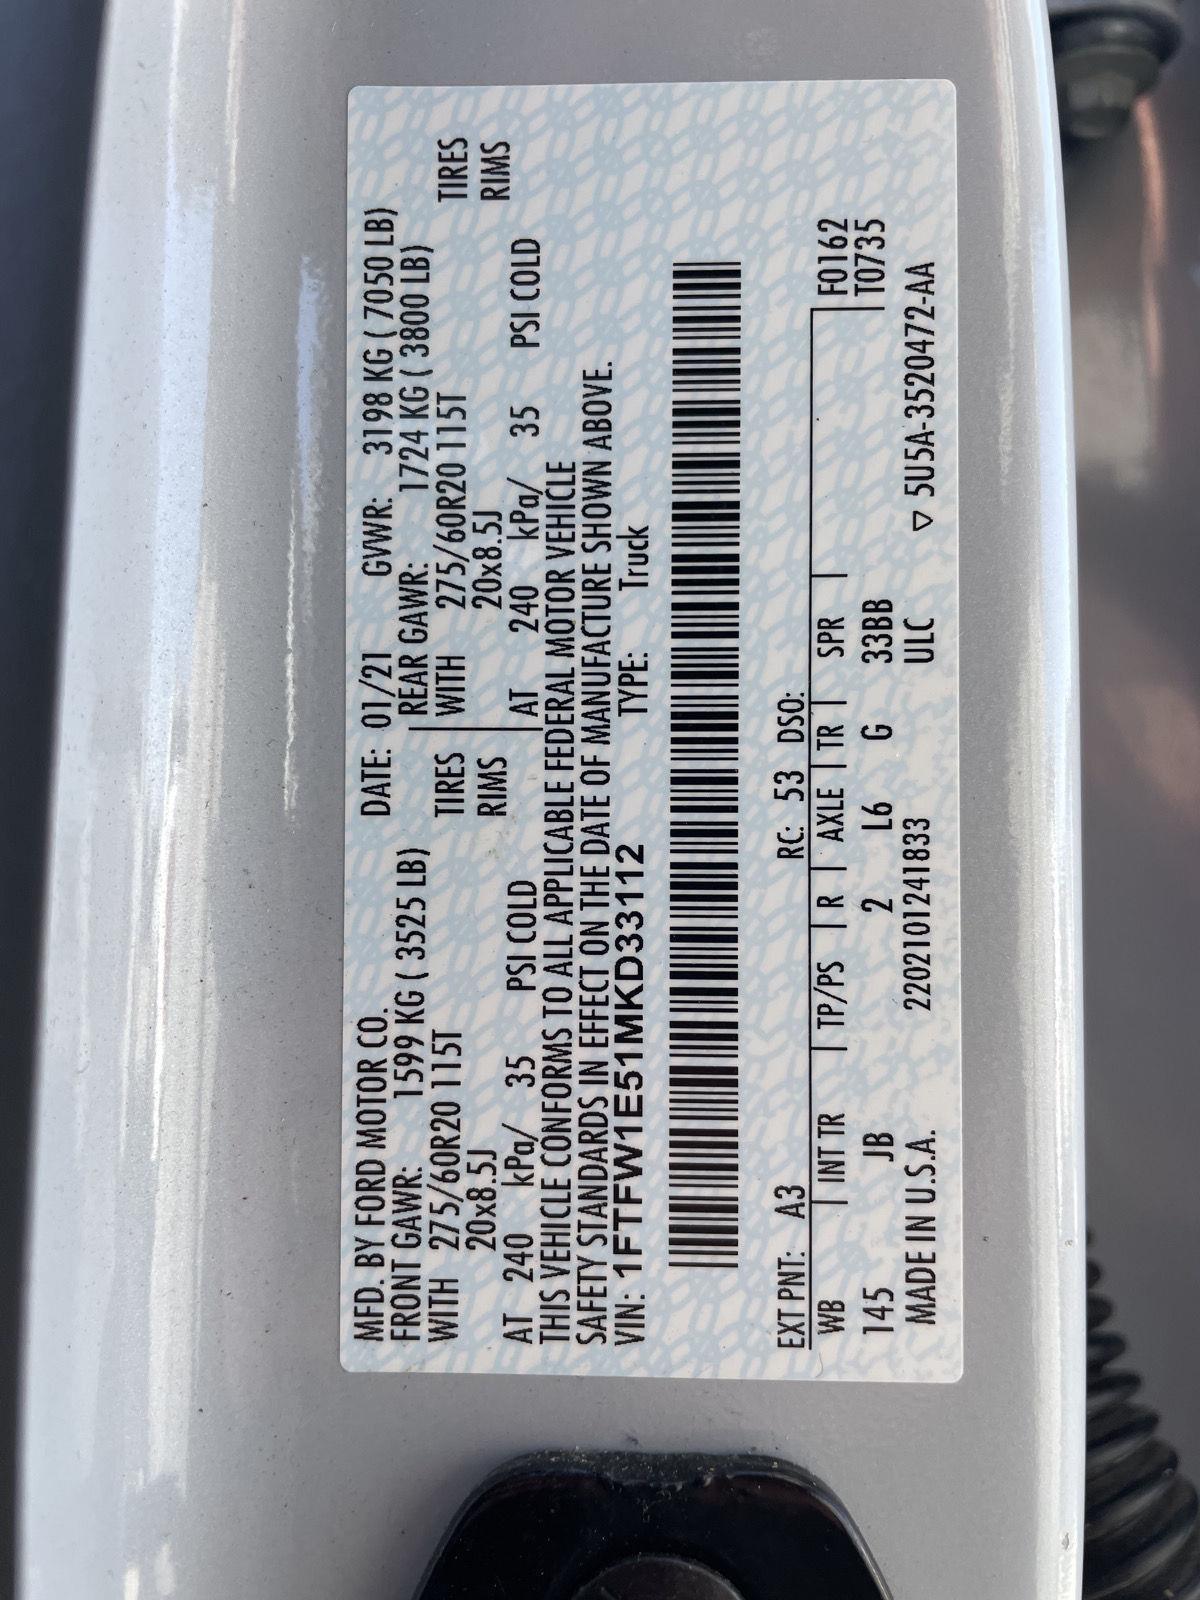 MFD. BY FORD MOTOR CO. DATE: 01/21 GVWR: 3198 KG ( 7050 LB)
FRONT GAWR: 1599 KG ( 3525 LB) REAR GAWR: 1724 KG ( 3800 LB)
WITH 275/60R20 115T TIRES WITH 275/60R20 115T TIRES
20x8.5J RIMS 20x8.5J RIMS
AT 240 kPa/ 35 PSI COLD AT 240 kPa/ 35 PSI COLD
THIS VEHICLE CONFORMS TO ALL APPLICABLE FEDERAL MOTOR VEHICLE
SAFETY STANDARDS IN EFFECT ON THE DATE OF MANUFACTURE SHOWN ABOVE.
VIN: 1FTFW1E51MKD33112 TYPE: Truck
EXT PNT: A3 RC: 53 DSO:
WB | INT TR | TP/PS | R | AXLE | TR | SPR | F0162
145 JB 2 L6 G 33BB T0735
MADE IN U.S.A. 220210124183​3 ULC ▽ 5U5A-3520472-AA